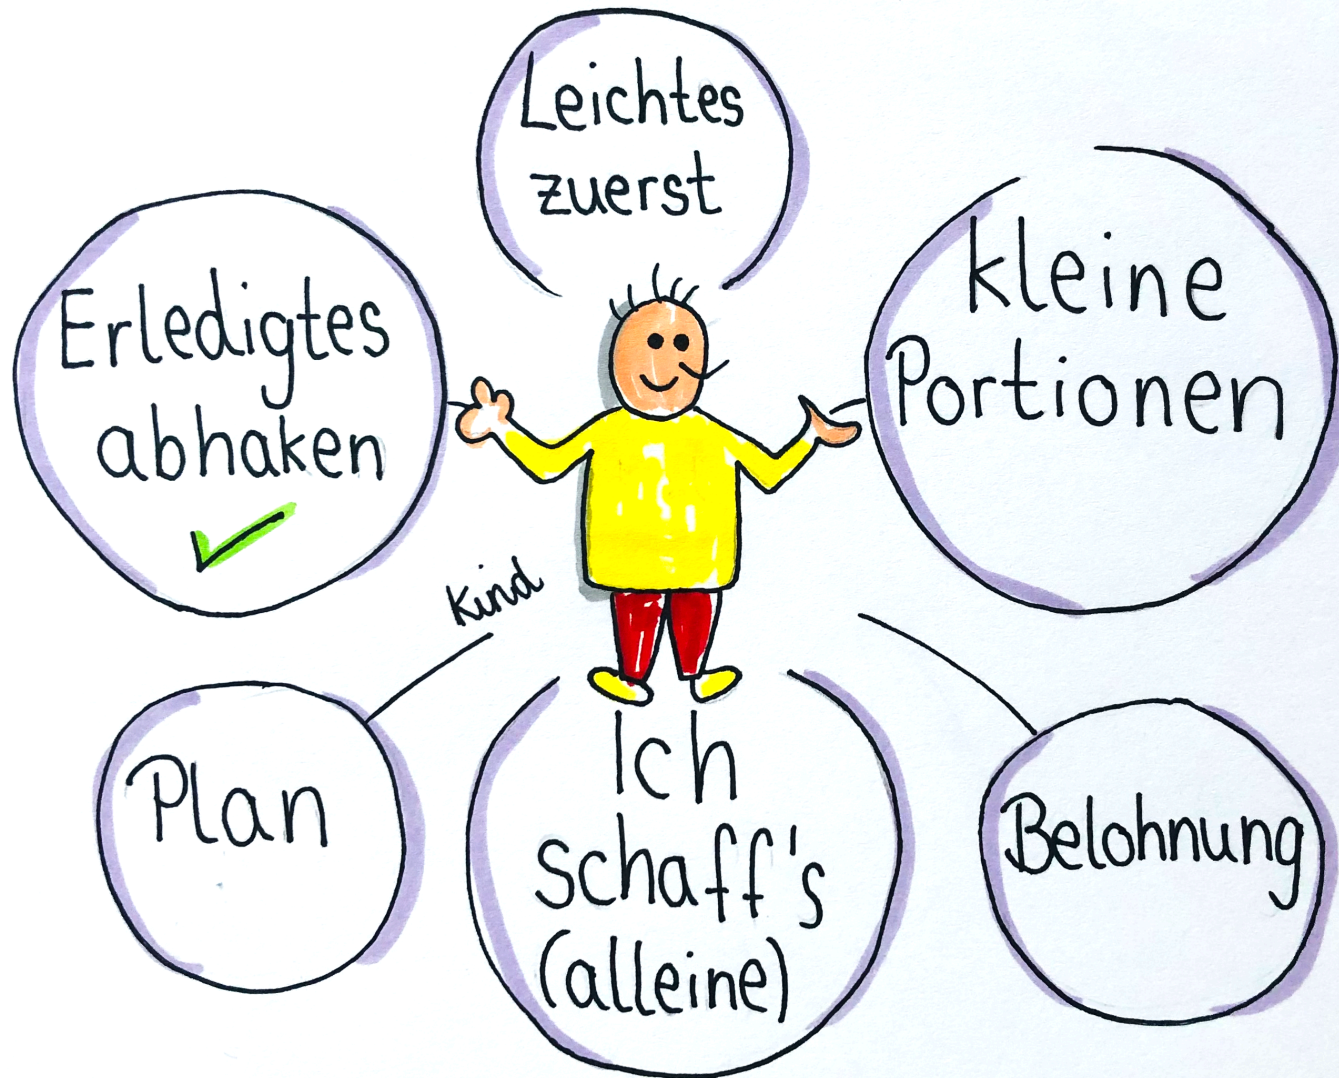 Leichtes
zuerst
Erledigtes
abhaken
kleine
Portionen
Kind
Plan
Ich
schaff's
(alleine)
Belohnung